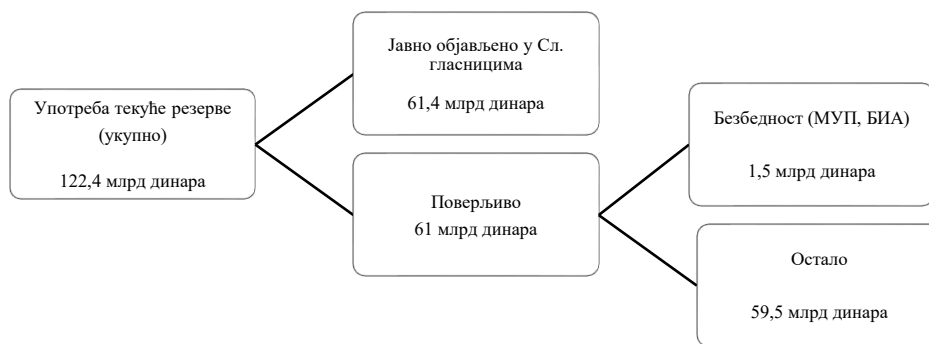 Употреба текуће резерве
(укупно)
122,4 млрд динара
Јавно објављено у Сл.
гласницима
61,4 млрд динара
Поверљиво
61 млрд динара
Безбедност (МУП, БИА)
1,5 млрд динара
Остало
59,5 млрд динара